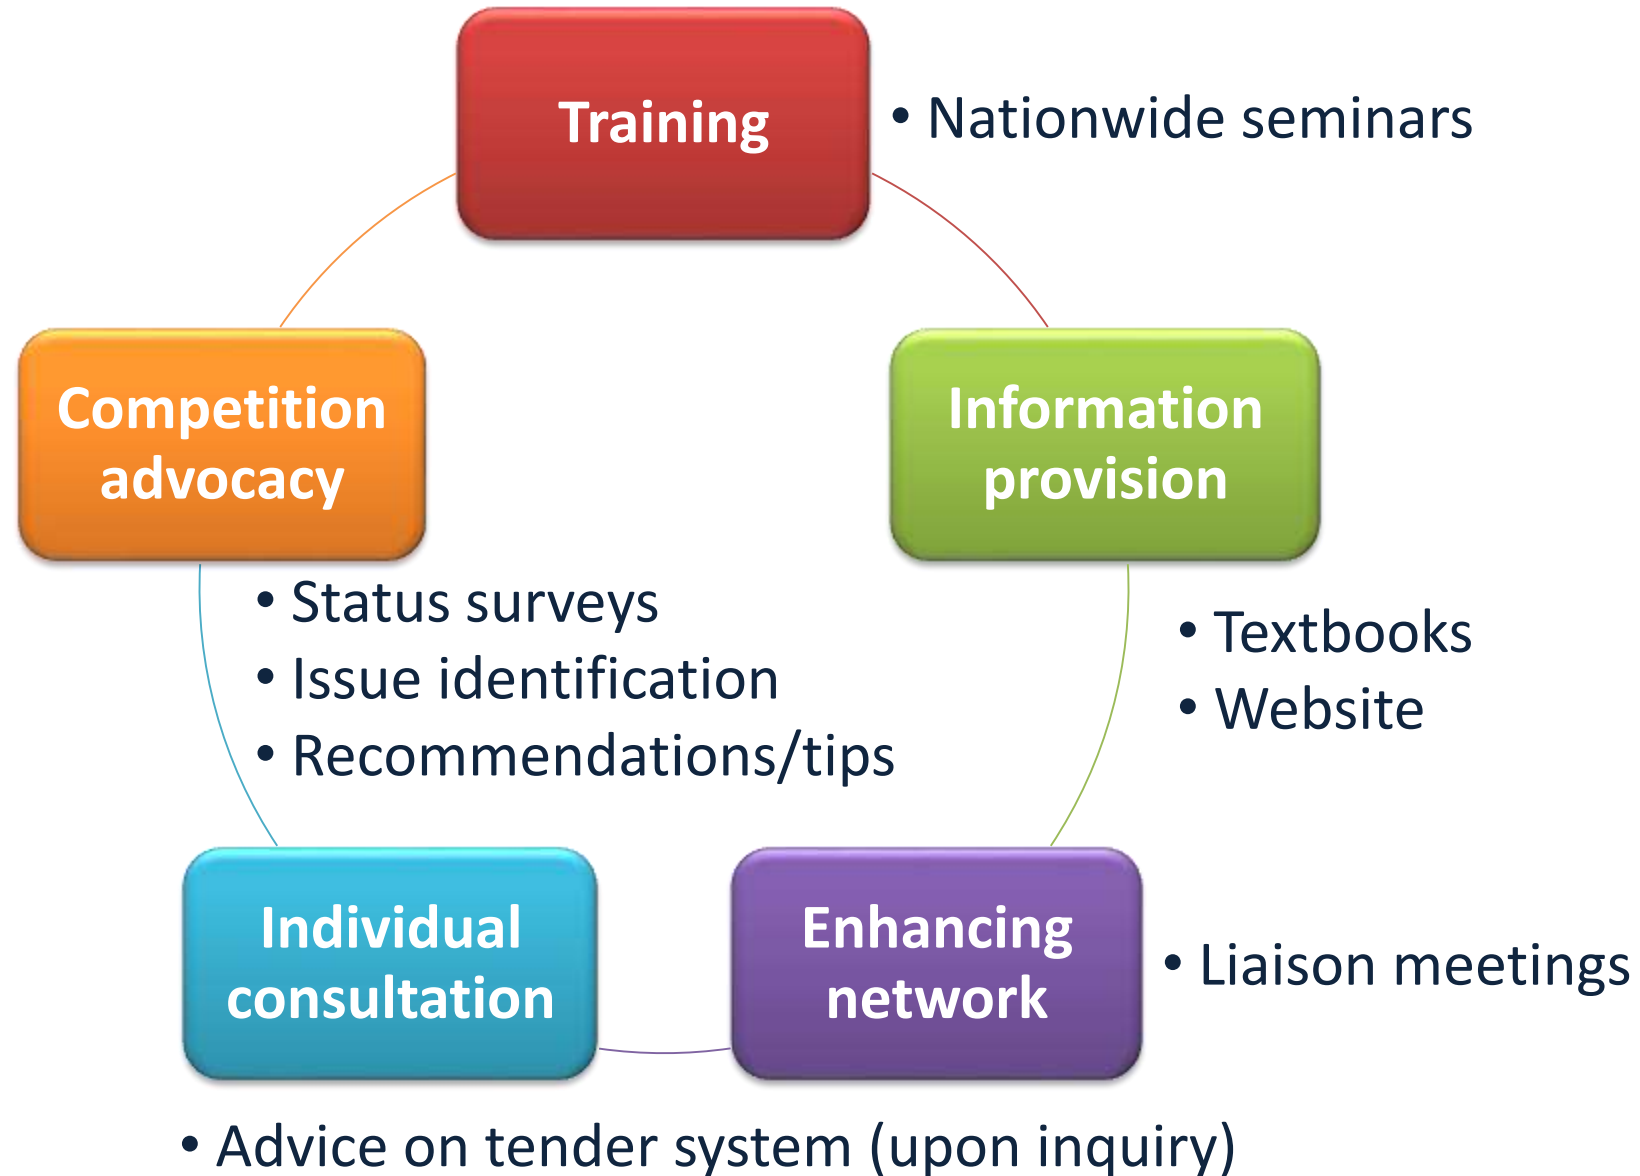 Training
• Nationwide seminars
Information
provision
• Textbooks
• Website
Enhancing
network
• Liaison meetings
Individual
consultation
• Advice on tender system (upon inquiry)
Competition
advocacy
• Status surveys
• Issue identification
• Recommendations/tips